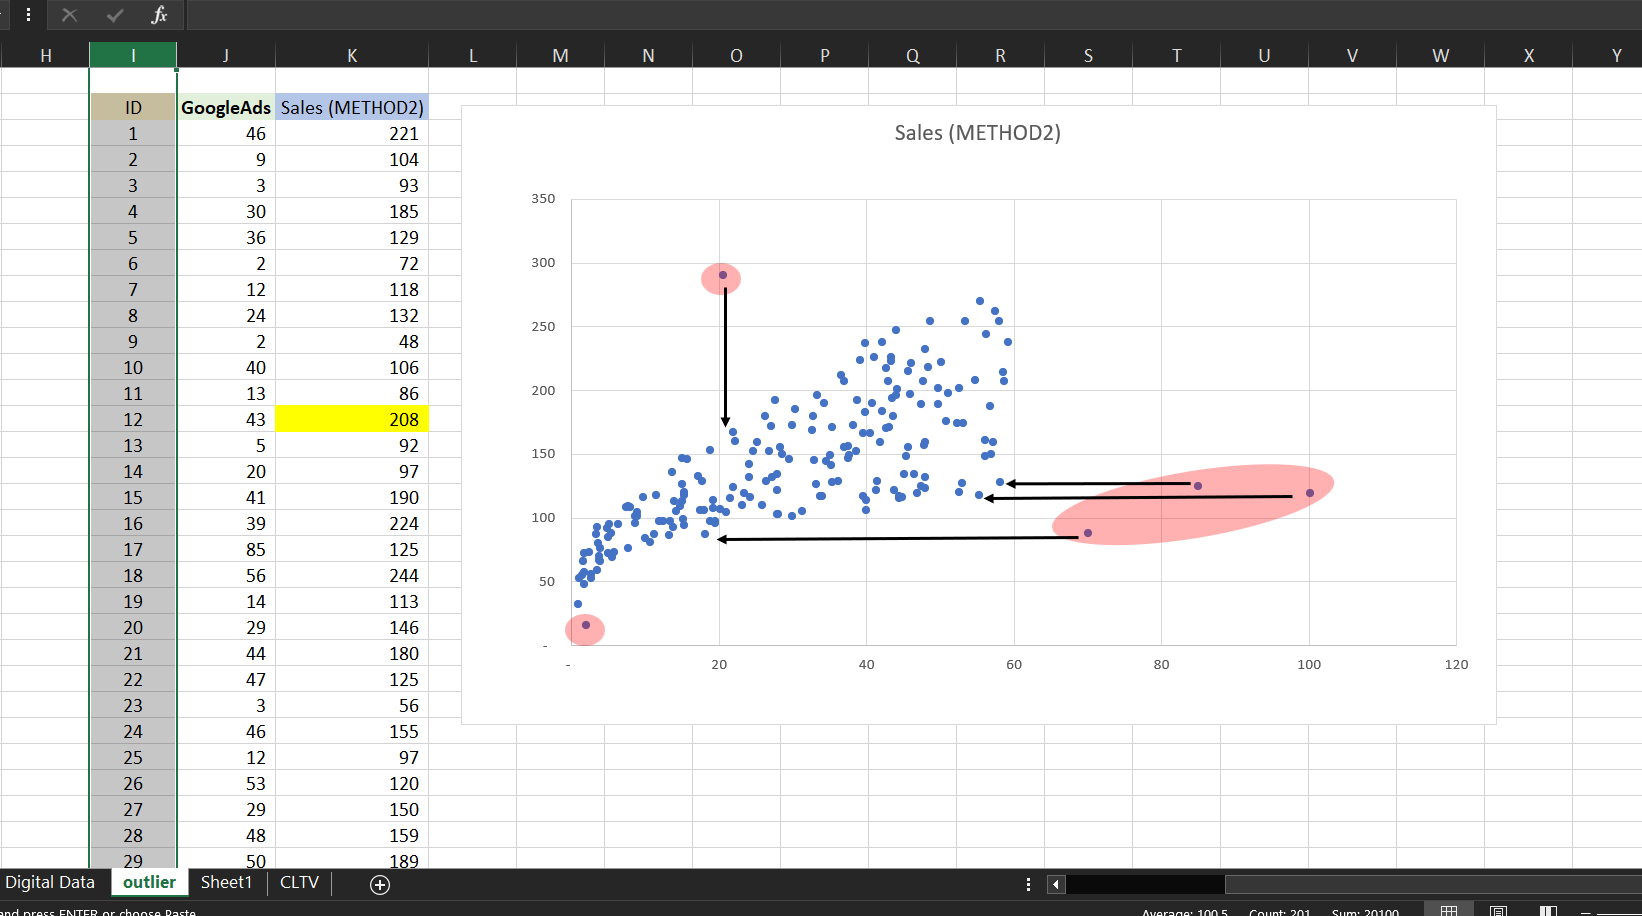 fx
H I J K L M N O P Q R S T U V W X Y
ID GoogleAds Sales (METHOD2)
1 46 221
2 9 104
3 3 93
4 30 185
5 36 129
6 2 72
7 12 118
8 24 132
9 2 48
10 40 106
11 13 86
12 43 208
13 5 92
14 20 97
15 41 190
16 39 224
17 85 125
18 56 244
19 14 113
20 29 146
21 44 180
22 47 125
23 3 56
24 46 155
25 12 97
26 53 120
27 29 150
28 48 159
29 50 189
Sales (METHOD2)
350
300
250
200
150
100
50
-
- 20 40 60 80 100 120
Digital Data outlier Sheet1 CLTV
and press ENTER or choose Paste Average: 100.5 Count: 201 Sum: 20100